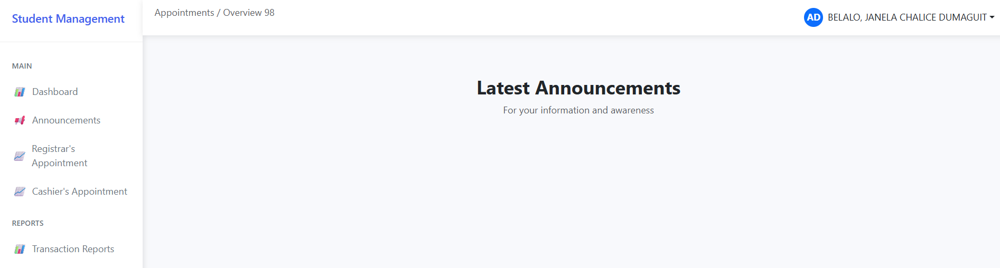 Student Management
Appointments / Overview 98
AD BELALO, JANELA CHALICE DUMAGUIT
MAIN
Dashboard
Announcements
Registrar's
Appointment
Cashier's Appointment
REPORTS
Transaction Reports
Latest Announcements
For your information and awareness